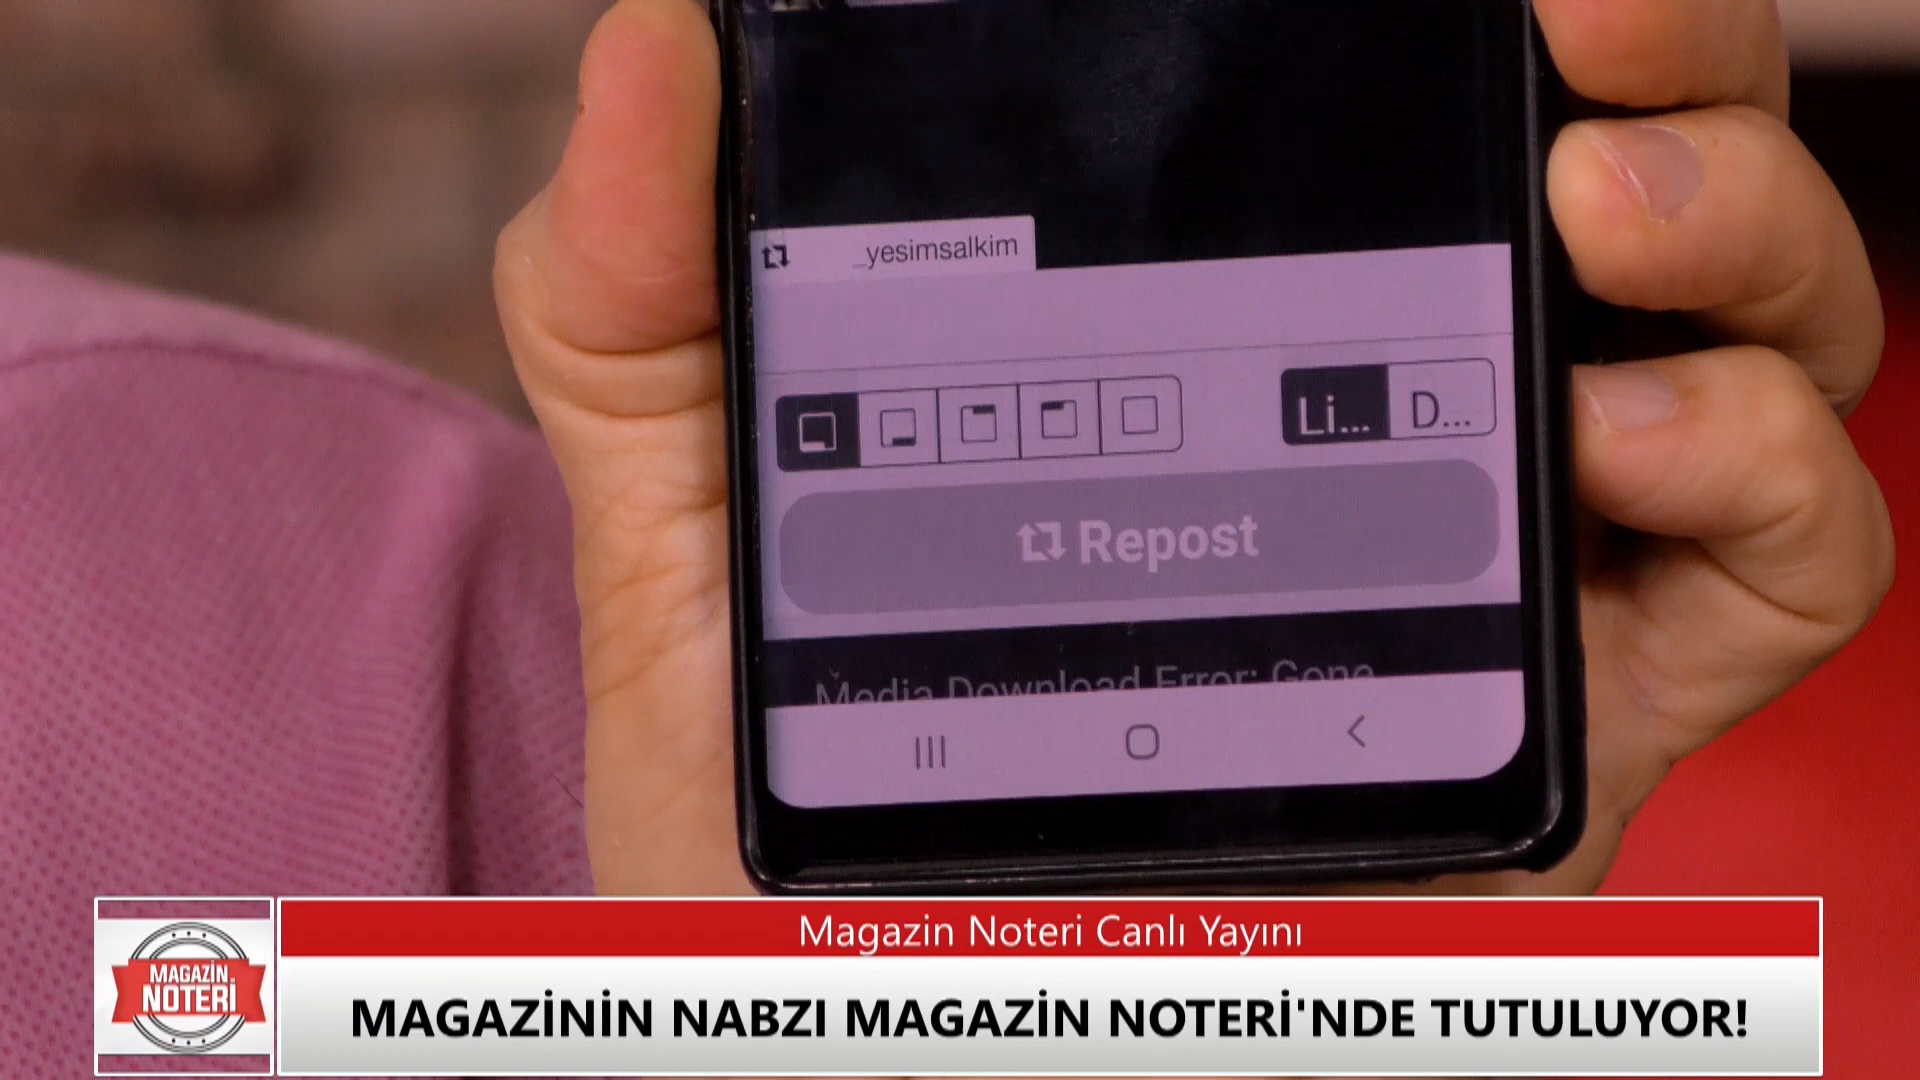 _yesimsalkim
Li... D...
Repost
Media Download Error: Gone
Magazin Noteri Canlı Yayını
MAGAZİN
NOTERİ
MAGAZİNİN NABZI MAGAZİN NOTERİ'NDE TUTULUYOR!